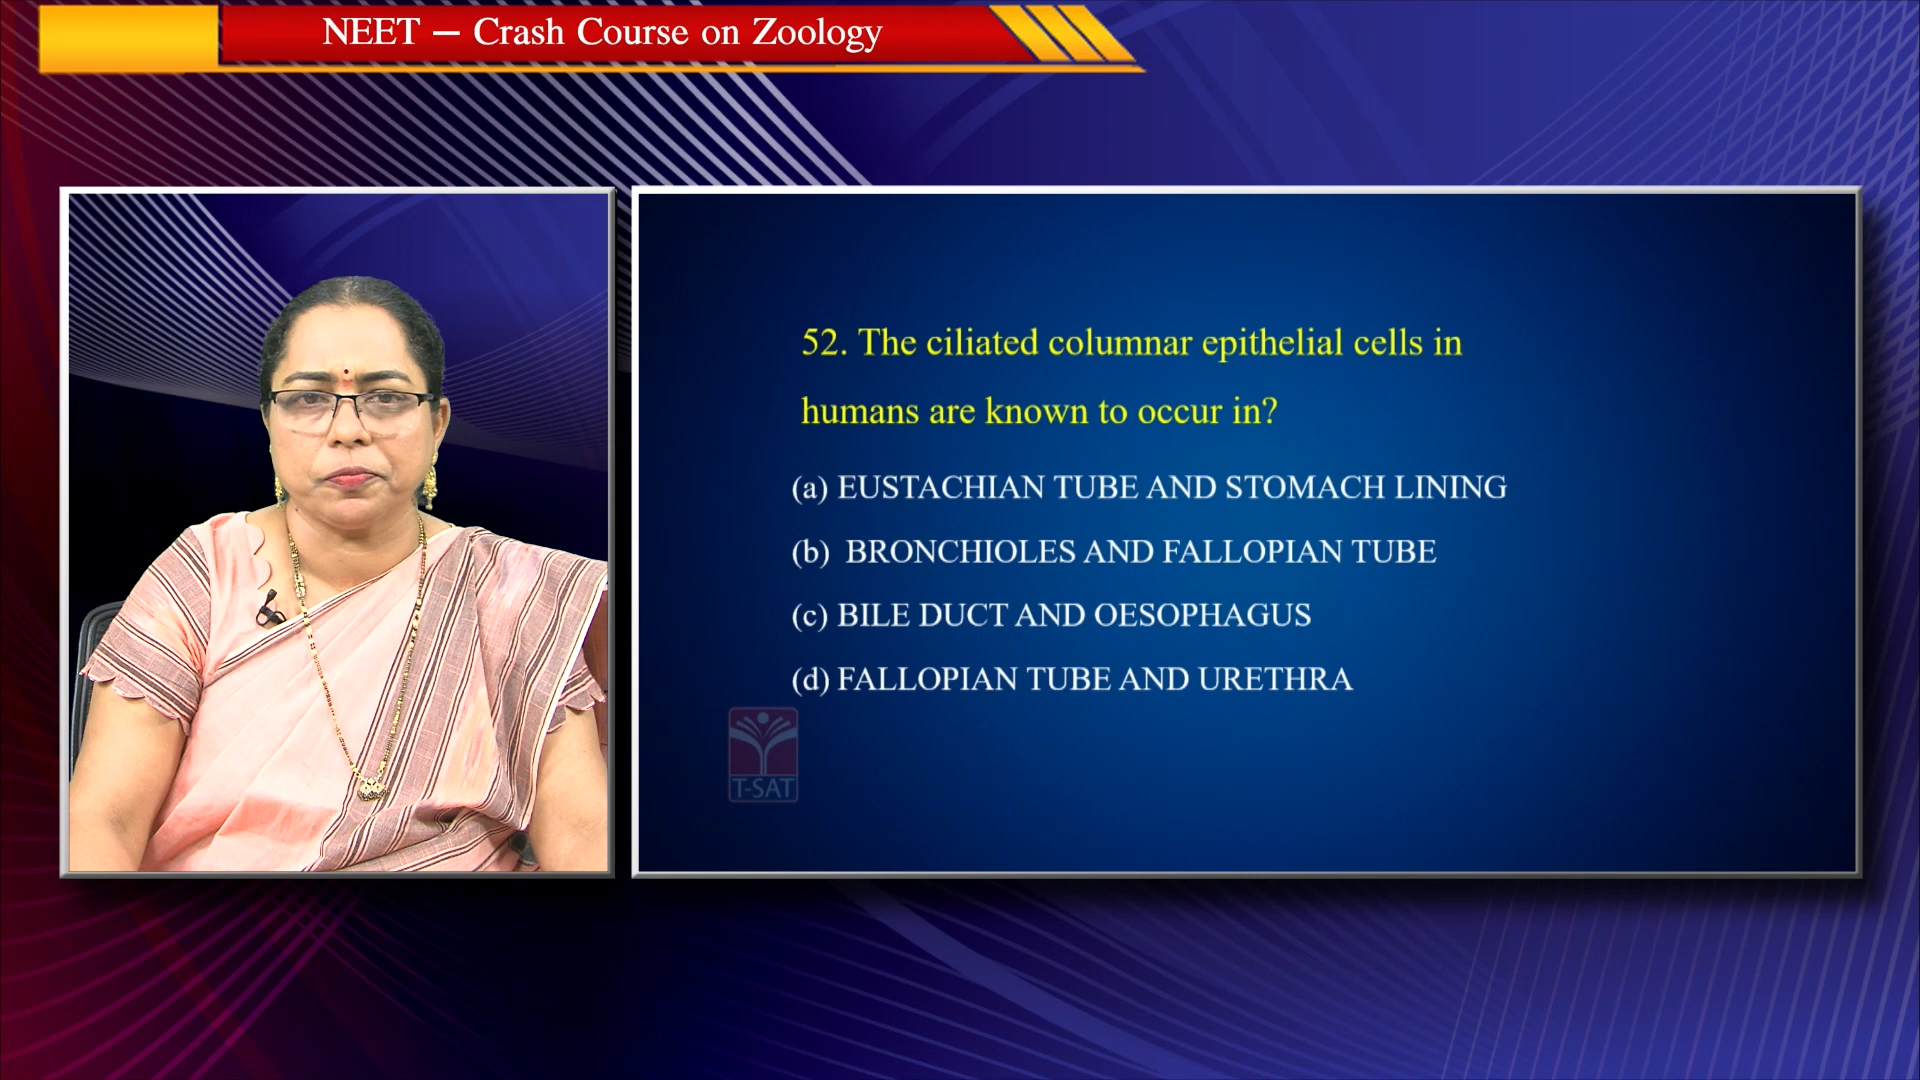 NEET – Crash Course on Zoology
52. The ciliated columnar epithelial cells in
humans are known to occur in?
(a) EUSTACHIAN TUBE AND STOMACH LINING
(b) BRONCHIOLES AND FALLOPIAN TUBE
(c) BILE DUCT AND OESOPHAGUS
(d) FALLOPIAN TUBE AND URETHRA
T-SAT